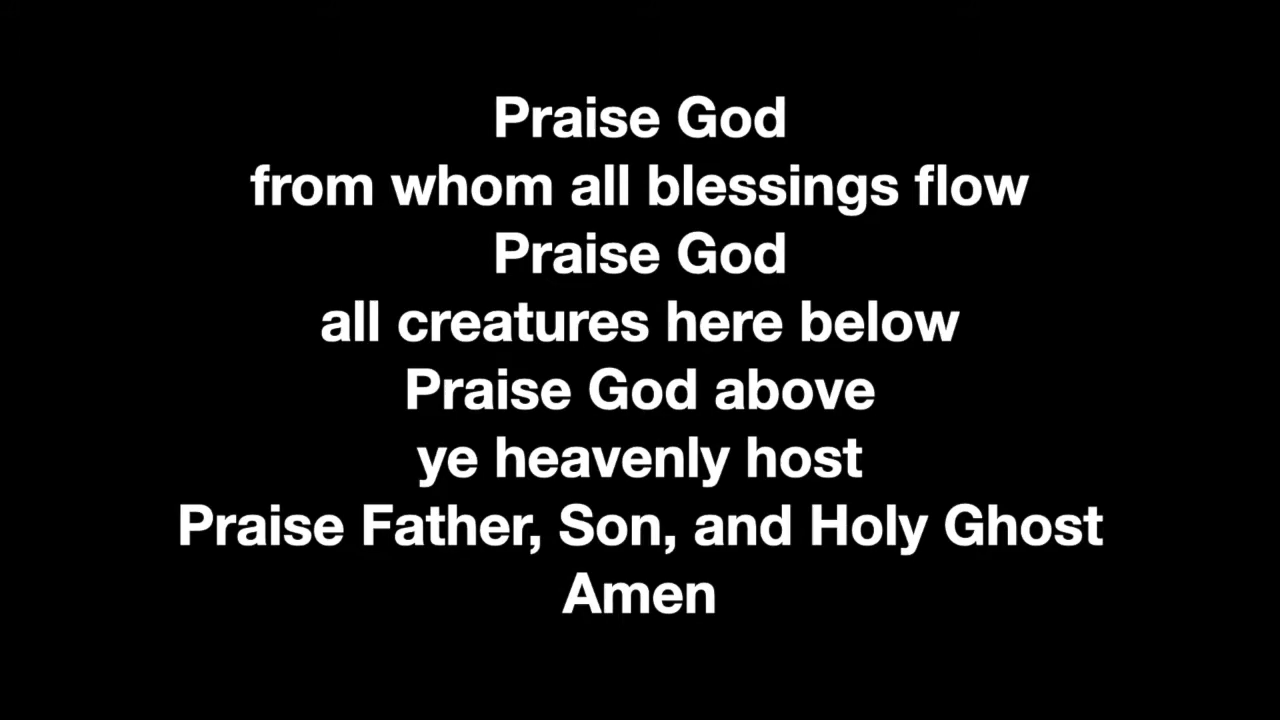 Praise God
from whom all blessings flow
Praise God
all creatures here below
Praise God above
ye heavenly host
Praise Father, Son, and Holy Ghost
Amen